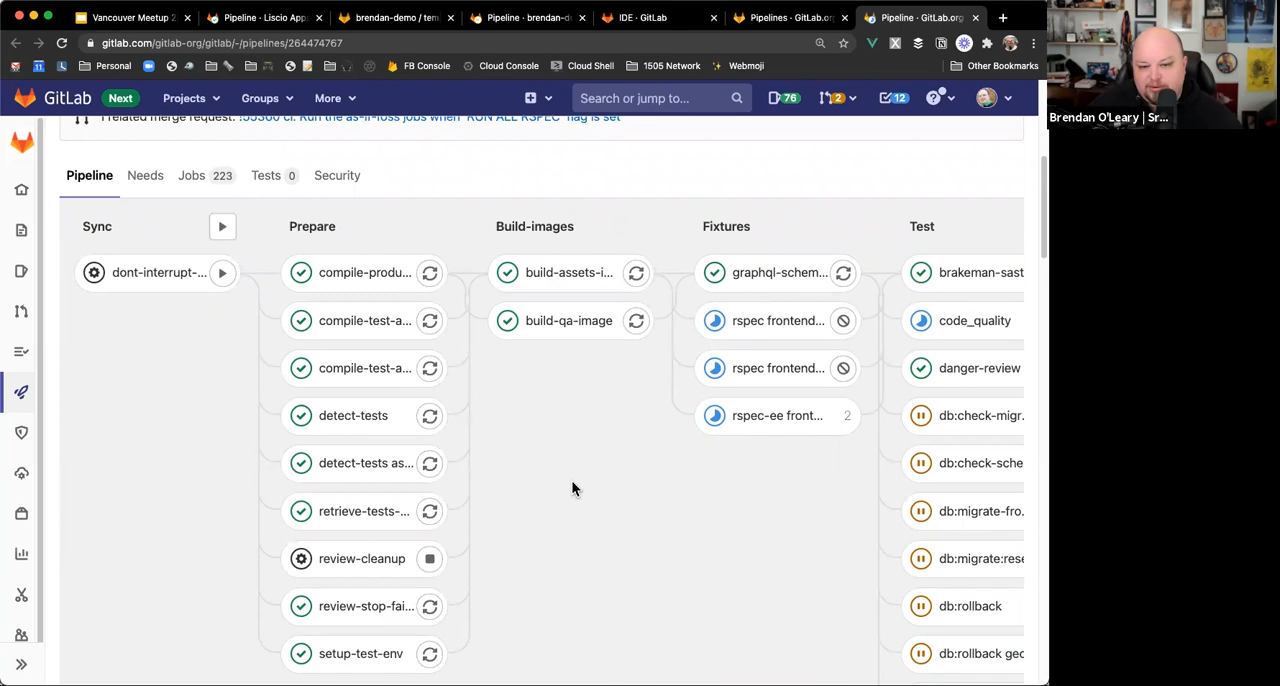 Vancouver Meetup 2
Pipeline · Liscio App
brendan-demo / ten
Pipeline · brendan-d
IDE · GitLab
Pipelines · GitLab.or
Pipeline · GitLab.org
gitlab.com/gitlab-org/gitlab/-/pipelines/264474767
Personal
FB Console
Cloud Console
Cloud Shell
1505 Network
Webmoji
Other Bookmarks
GitLab Next Projects Groups More Search or jump to... 76 2 12
1 related merge request: !55360 ci: Run the as-if-foss jobs when "RUN ALL RSPEC" flag is set
Pipeline Needs Jobs 223 Tests 0 Security
Sync Prepare Build-images Fixtures Test
dont-interrupt-... compile-produ... build-assets-i... graphql-schem... brakeman-sast
compile-test-a... build-qa-image rspec frontend... code_quality
compile-test-a... rspec frontend... danger-review
detect-tests rspec-ee front... 2 db:check-migr.
detect-tests as... db:check-sche
retrieve-tests-... db:migrate-fro.
review-cleanup db:migrate:rese
review-stop-fai... db:rollback
setup-test-env db:rollback geo
Brendan O'Leary | Sr...